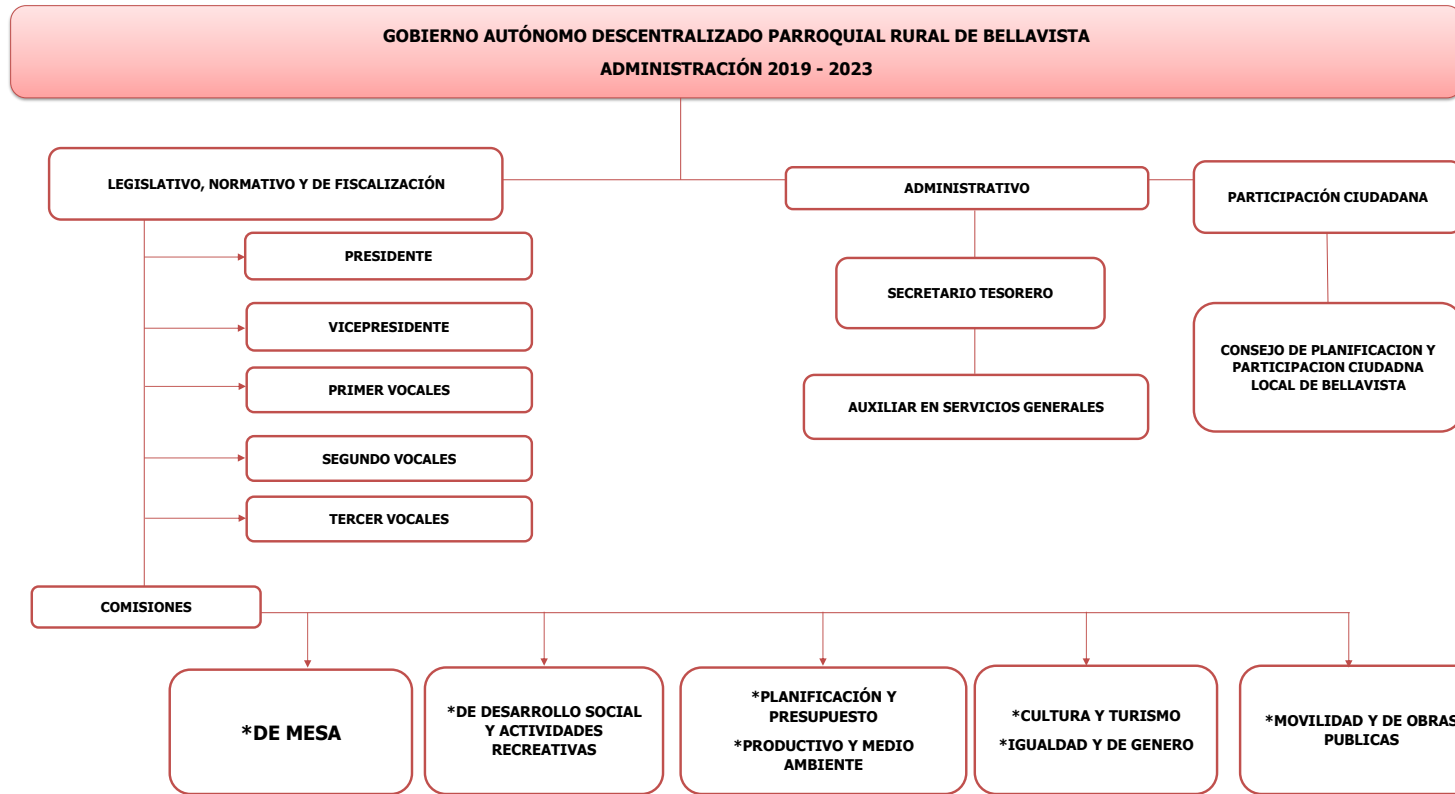 GOBIERNO AUTÓNOMO DESCENTRALIZADO PARROQUIAL RURAL DE BELLAVISTA
ADMINISTRACIÓN 2019 - 2023
LEGISLATIVO, NORMATIVO Y DE FISCALIZACIÓN
ADMINISTRATIVO
PARTICIPACIÓN CIUDADANA
PRESIDENTE
VICEPRESIDENTE
PRIMER VOCALES
SEGUNDO VOCALES
TERCER VOCALES
SECRETARIO TESORERO
AUXILIAR EN SERVICIOS GENERALES
CONSEJO DE PLANIFICACION Y
PARTICIPACION CIUDADNA
LOCAL DE BELLAVISTA
COMISIONES
*DE MESA
*DE DESARROLLO SOCIAL
Y ACTIVIDADES
RECREATIVAS
*PLANIFICACIÓN Y
PRESUPUESTO
*PRODUCTIVO Y MEDIO
AMBIENTE
*CULTURA Y TURISMO
*IGUALDAD Y DE GENERO
*MOVILIDAD Y DE OBRAS
PUBLICAS